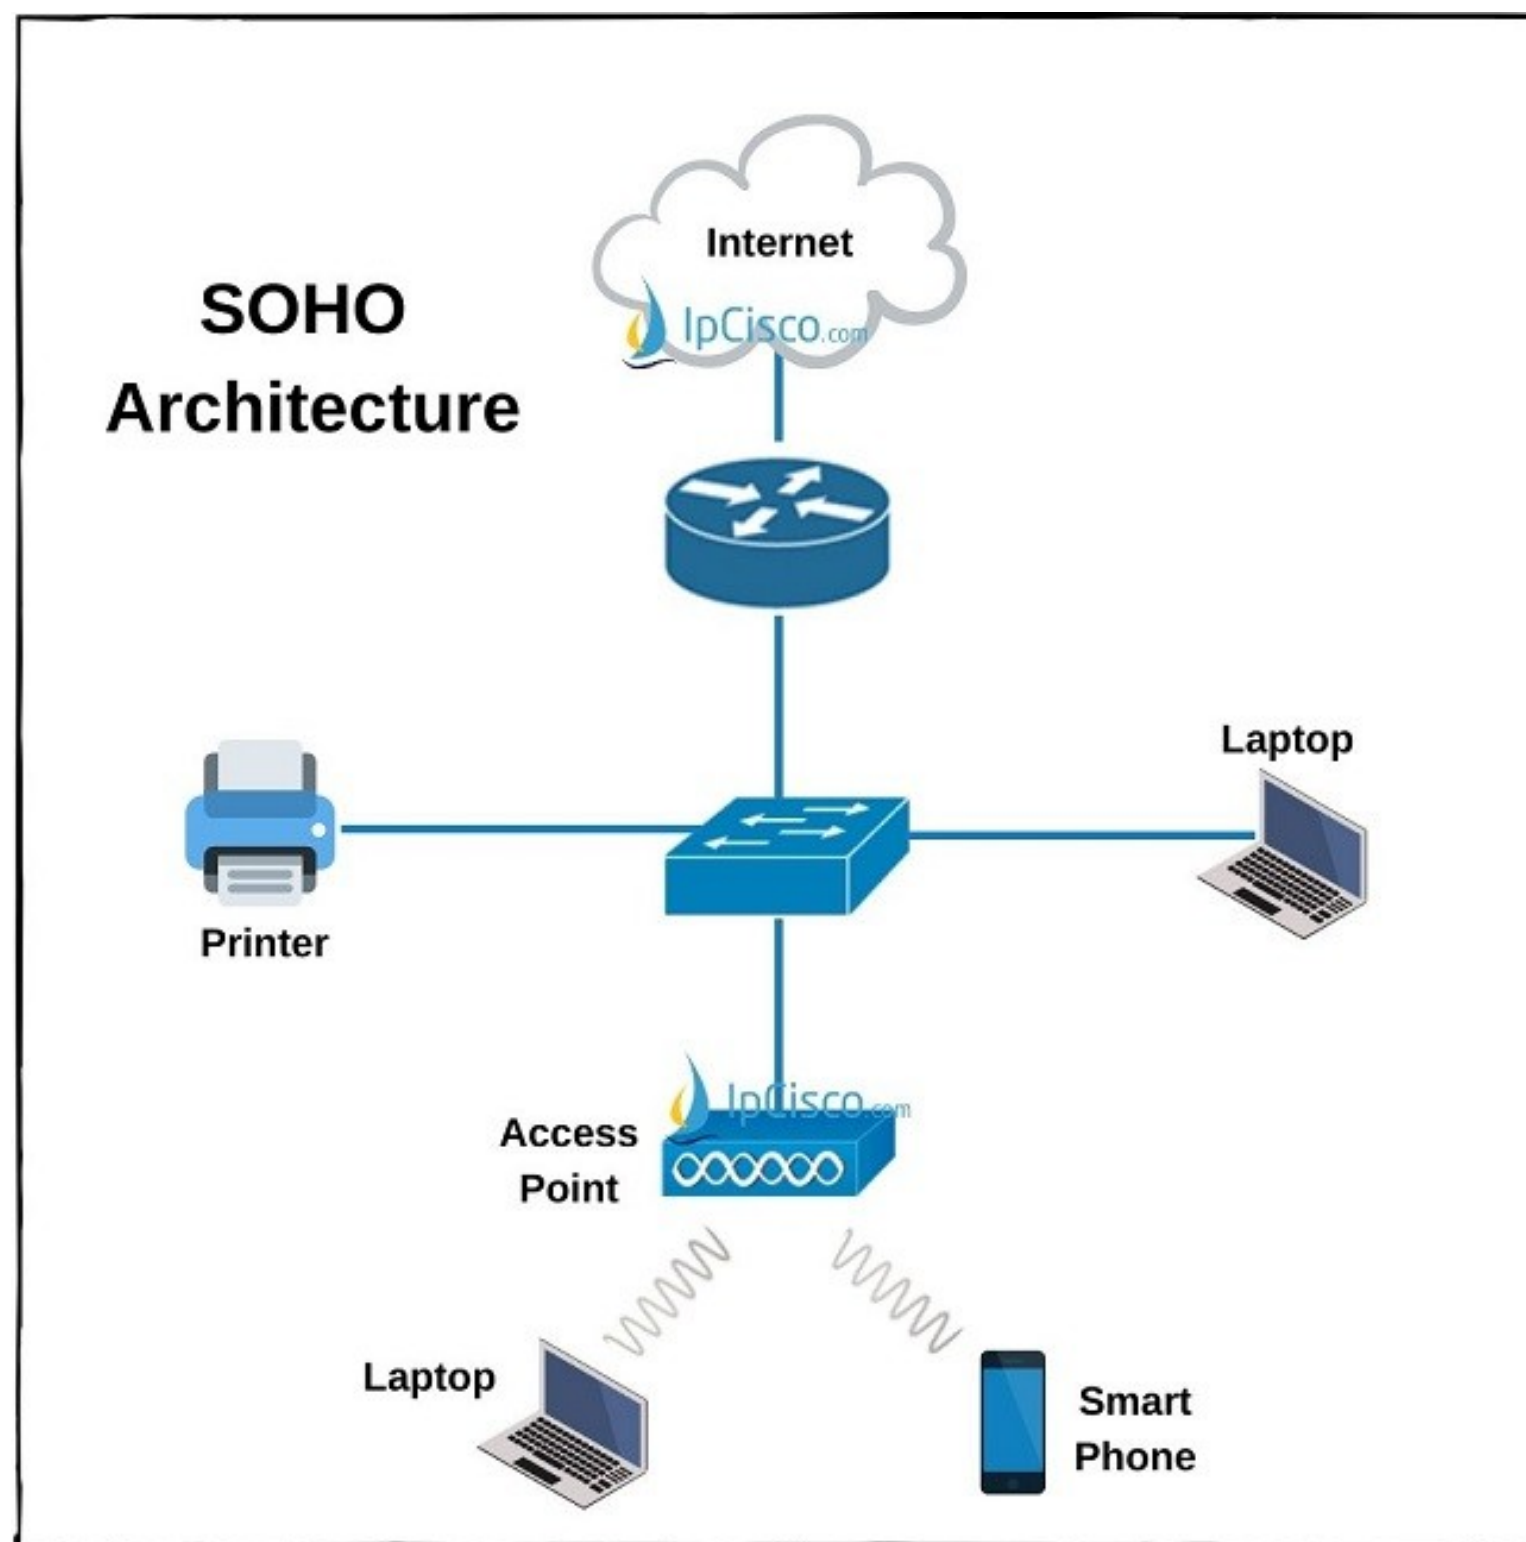 Internet
IpCisco.com
SOHO
Architecture
Laptop
Printer
IpCisco.com
Access
Point
Laptop
Smart
Phone